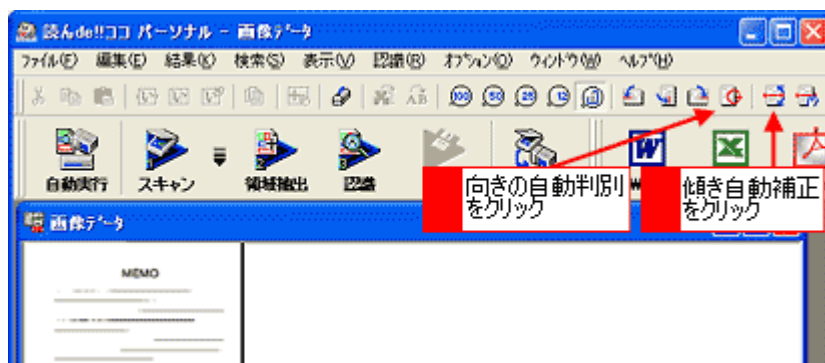 読んde!!ココ パーソナル - 画像ﾃﾞｰﾀ
ﾌｧｲﾙ(F) 編集(E) 結果(K) 検索(S) 表示(V) 認識(R) ｵﾌﾟｼｮﾝ(O) ｳｨﾝﾄﾞｳ(W) ﾍﾙﾌﾟ(H)
100 50 25 12
自動実行 スキャン 領域抽出 認識
向きの自動判別
をクリック
傾き自動補正
をクリック
画像ﾃﾞｰﾀ
MEMO